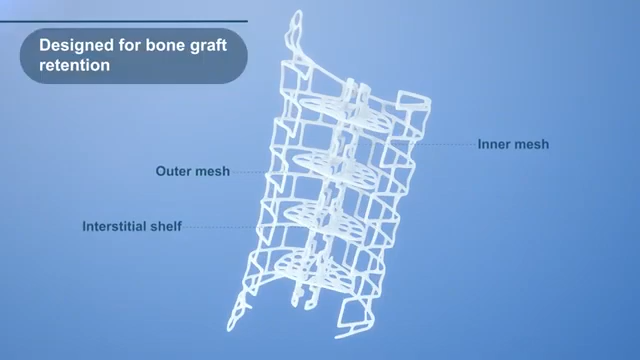 Designed for bone graft
retention
Inner mesh
Outer mesh
Interstitial shelf